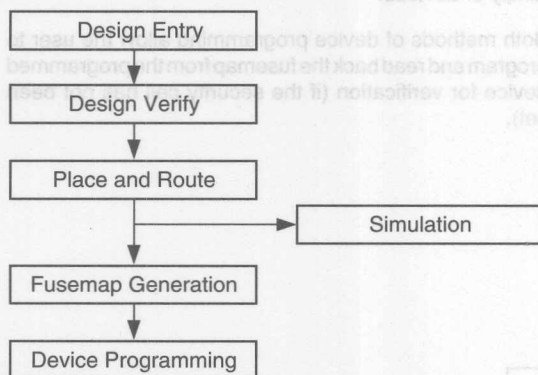 Design Entry
Design Verify
Place and Route
Simulation
Fusemap Generation
Device Programming